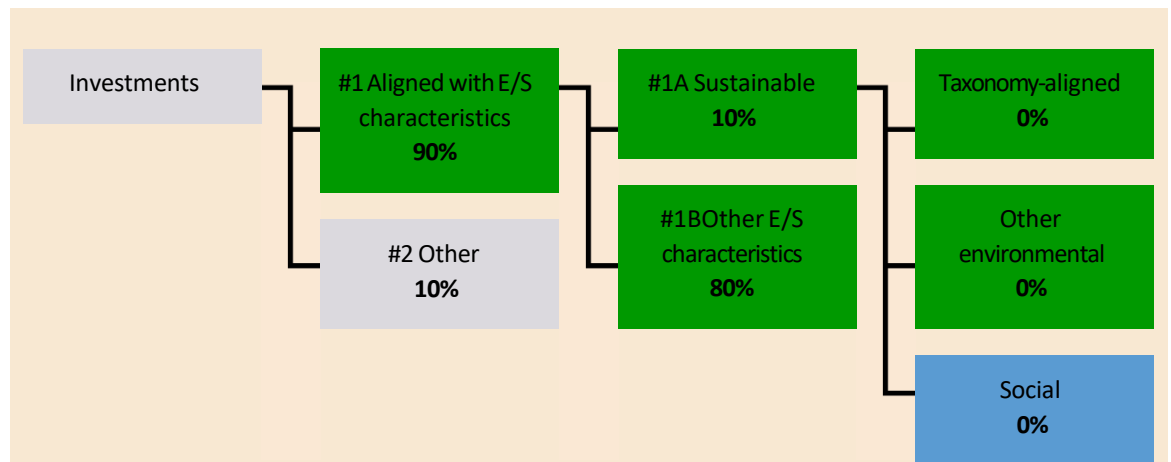 Investments
#1 Aligned with E/S
characteristics
90%
#2 Other
10%
#1A Sustainable
10%
#1BOther E/S
characteristics
80%
Taxonomy-aligned
0%
Other
environmental
0%
Social
0%